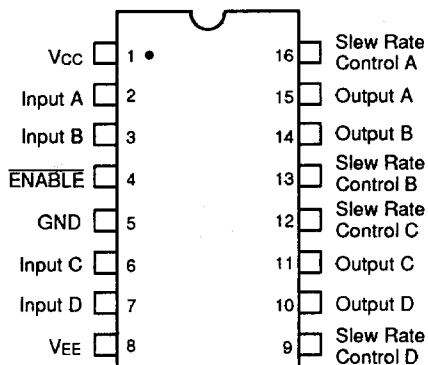 Vcc 1 16 Slew Rate
Control A
Input A 2 15 Output A
Input B 3 14 Output B
ENABLE 4 13 Slew Rate
Control B
GND 5 12 Slew Rate
Control C
Input C 6 11 Output C
Input D 7 10 Output D
VEE 8 9 Slew Rate
Control D